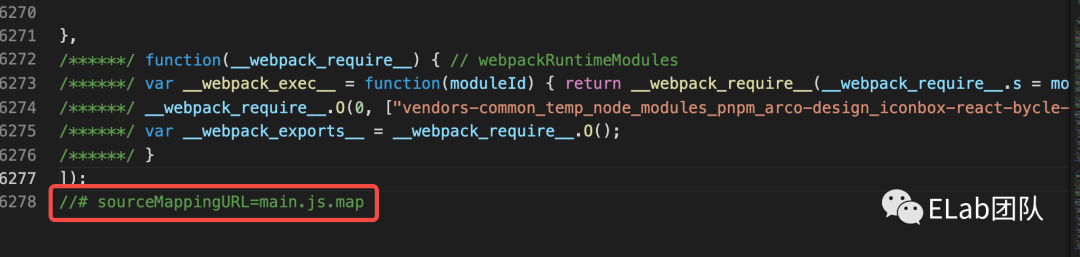 6270
6271 },
6272 /******/ function(__webpack_require__) { // webpackRuntimeModules
6273 /******/ var __webpack_exec__ = function(moduleId) { return __webpack_require__(__webpack_require__.s = mo
6274 /******/ __webpack_require__.O(0, ["vendors-common_temp_node_modules_pnpm_arco-design_iconbox-react-bycle-
6275 /******/ var __webpack_exports__ = __webpack_require__.O();
6276 /******/ }
6277 ]);
6278 //# sourceMappingURL=main.js.map
ELab团队